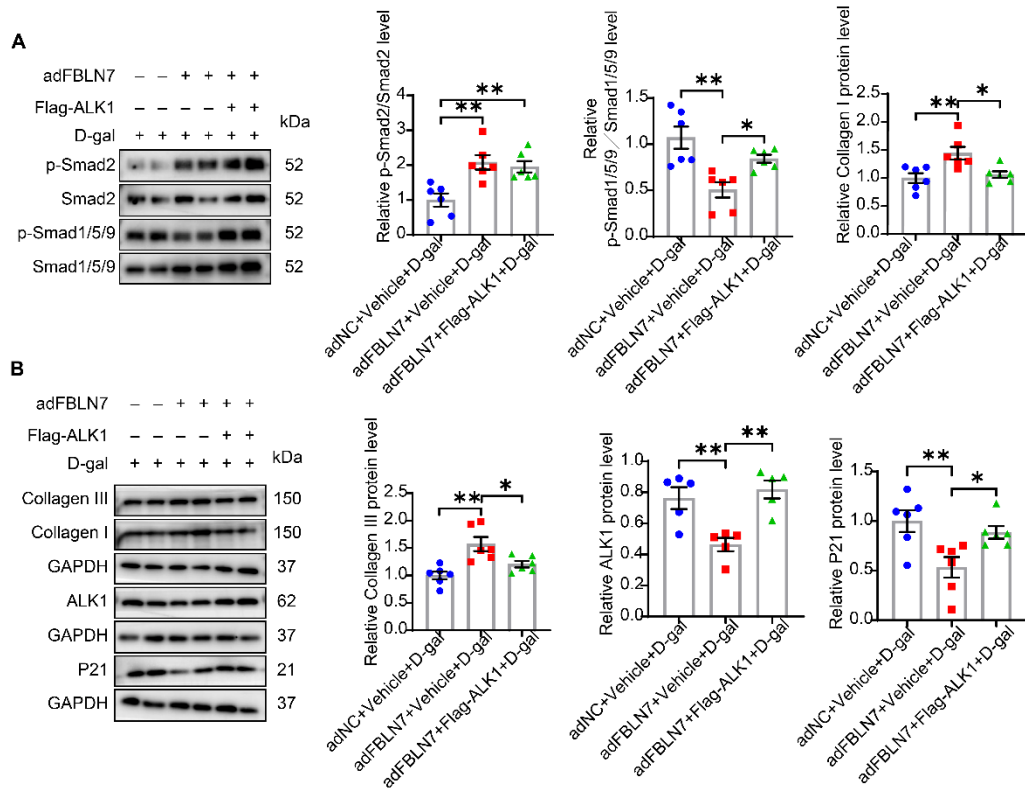 A
adFBLN7 – – + + + +
Flag-ALK1 – – – – + +
D-gal + + + + + +
kDa
p-Smad2 52
Smad2 52
p-Smad1/5/9 52
Smad1/5/9 52
Relative p-Smad2/Smad2 level
4
3
2
1
0
**
**
adNC+Vehicle+D-gal
adFBLN7+Vehicle+D-gal
adFBLN7+Flag-ALK1+D-gal
Relative
p-Smad1/5/9/Smad1/5/9 level
2.0
1.5
1.0
0.5
0.0
**
*
adNC+Vehicle+D-gal
adFBLN7+Vehicle+D-gal
adFBLN7+Flag-ALK1+D-gal
Relative Collagen I protein level
2.5
2.0
1.5
1.0
0.5
0.0
**
*
adNC+Vehicle+D-gal
adFBLN7+Vehicle+D-gal
adFBLN7+Flag-ALK1+D-gal
B
adFBLN7 – – + + + +
Flag-ALK1 – – – – + +
D-gal + + + + + +
kDa
Collagen III 150
Collagen I 150
GAPDH 37
ALK1 62
GAPDH 37
P21 21
GAPDH 37
Relative Collagen III protein level
3
2
1
0
**
*
adNC+Vehicle+D-gal
adFBLN7+Vehicle+D-gal
adFBLN7+Flag-ALK1+D-gal
Relative ALK1 protein level
1.0
0.8
0.6
0.4
0.2
0.0
**
**
adNC+Vehicle+D-gal
adFBLN7+Vehicle+D-gal
adFBLN7+Flag-ALK1+D-gal
Relative P21 protein level
1.5
1.0
0.5
0.0
**
*
adNC+Vehicle+D-gal
adFBLN7+Vehicle+D-gal
adFBLN7+Flag-ALK1+D-gal